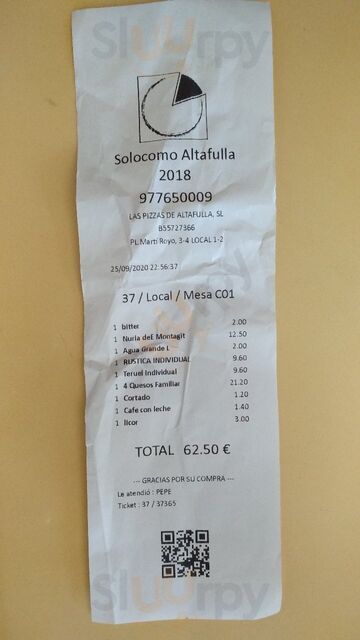 Slurrpy
Solocomo Altafulla
2018
977650009
LAS PIZZAS DE ALTAFULLA, SL
B55727366
PL.Marti Royo, 3-4 LOCAL 1-2
25/09/2020 22:56:37
37 / Local / Mesa C01
1 bitter 2.00
1 Nuria del Montagit 12.50
1 Agua Grande L 2.00
1 RUSTICA INDIVIDUAL 9.60
1 Teruel Individual 9.60
1 4 Quesos Familiar 21.20
1 Cortado 1.20
1 Cafe con leche 1.40
1 licor 3.00
TOTAL 62.50 €
--- GRACIAS POR SU COMPRA ---
Le atendió : PEPE
Ticket : 37 / 37365
Slurrpy